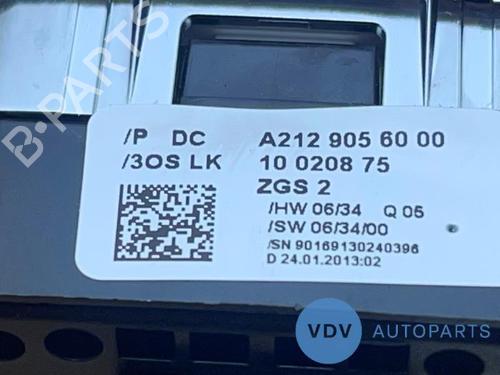 /P DC A212 905 60 00
/3OS LK 10 0208 75
ZGS 2
/HW 06/34 Q 05
/SW 06/34/00
/SN 90169130240396
D 24.01.2013:02
B-PARTS
VDV AUTOPARTS